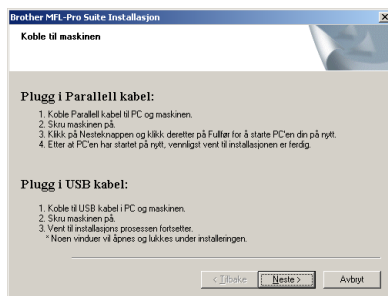 Brother MFL-Pro Suite Installasjon
Koble til maskinen
Plugg i Parallell kabel:
1. Koble Parallell kabel til PC og maskinen.
2. Skru maskinen på.
3. Klikk på Nesteknappen og klikk deretter på Fullfør for å starte PC'en din på nytt.
4. Etter at PC'en har startet på nytt, vennligst vent til installasjonen er ferdig.
Plugg i USB kabel:
1. Koble til USB kabel i PC og maskinen.
2. Skru maskinen på.
3. Vent til installasjons prosessen fortsetter.
* Noen vinduer vil åpnes og lukkes under installeringen.
< Tilbake Neste > Avbryt